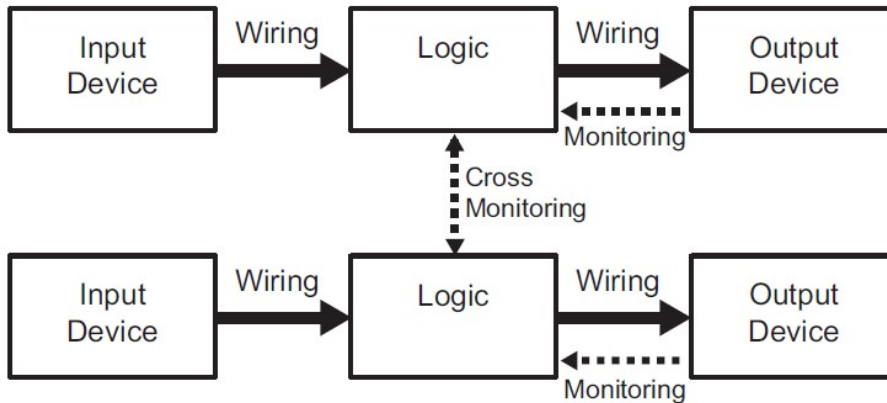 Input
Device
Wiring
Logic
Wiring
Output
Device
Monitoring
Cross
Monitoring
Input
Device
Wiring
Logic
Wiring
Output
Device
Monitoring